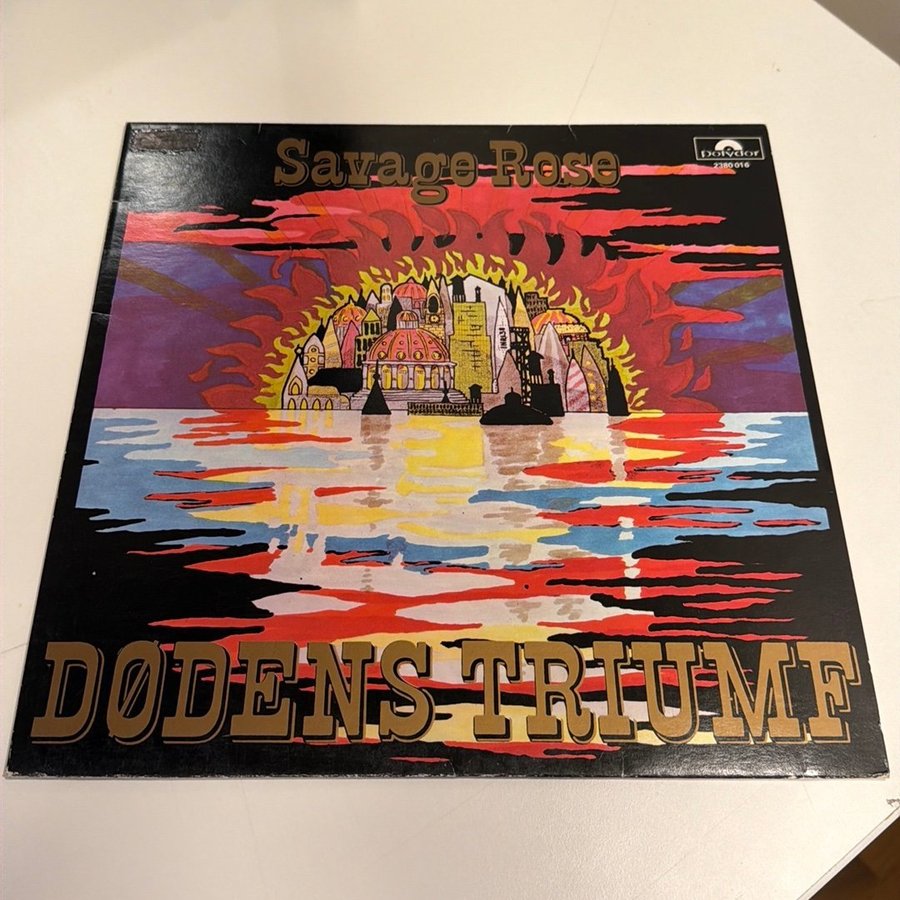 Savage Rose
polydor
2380 016
DØDENS TRIUMF